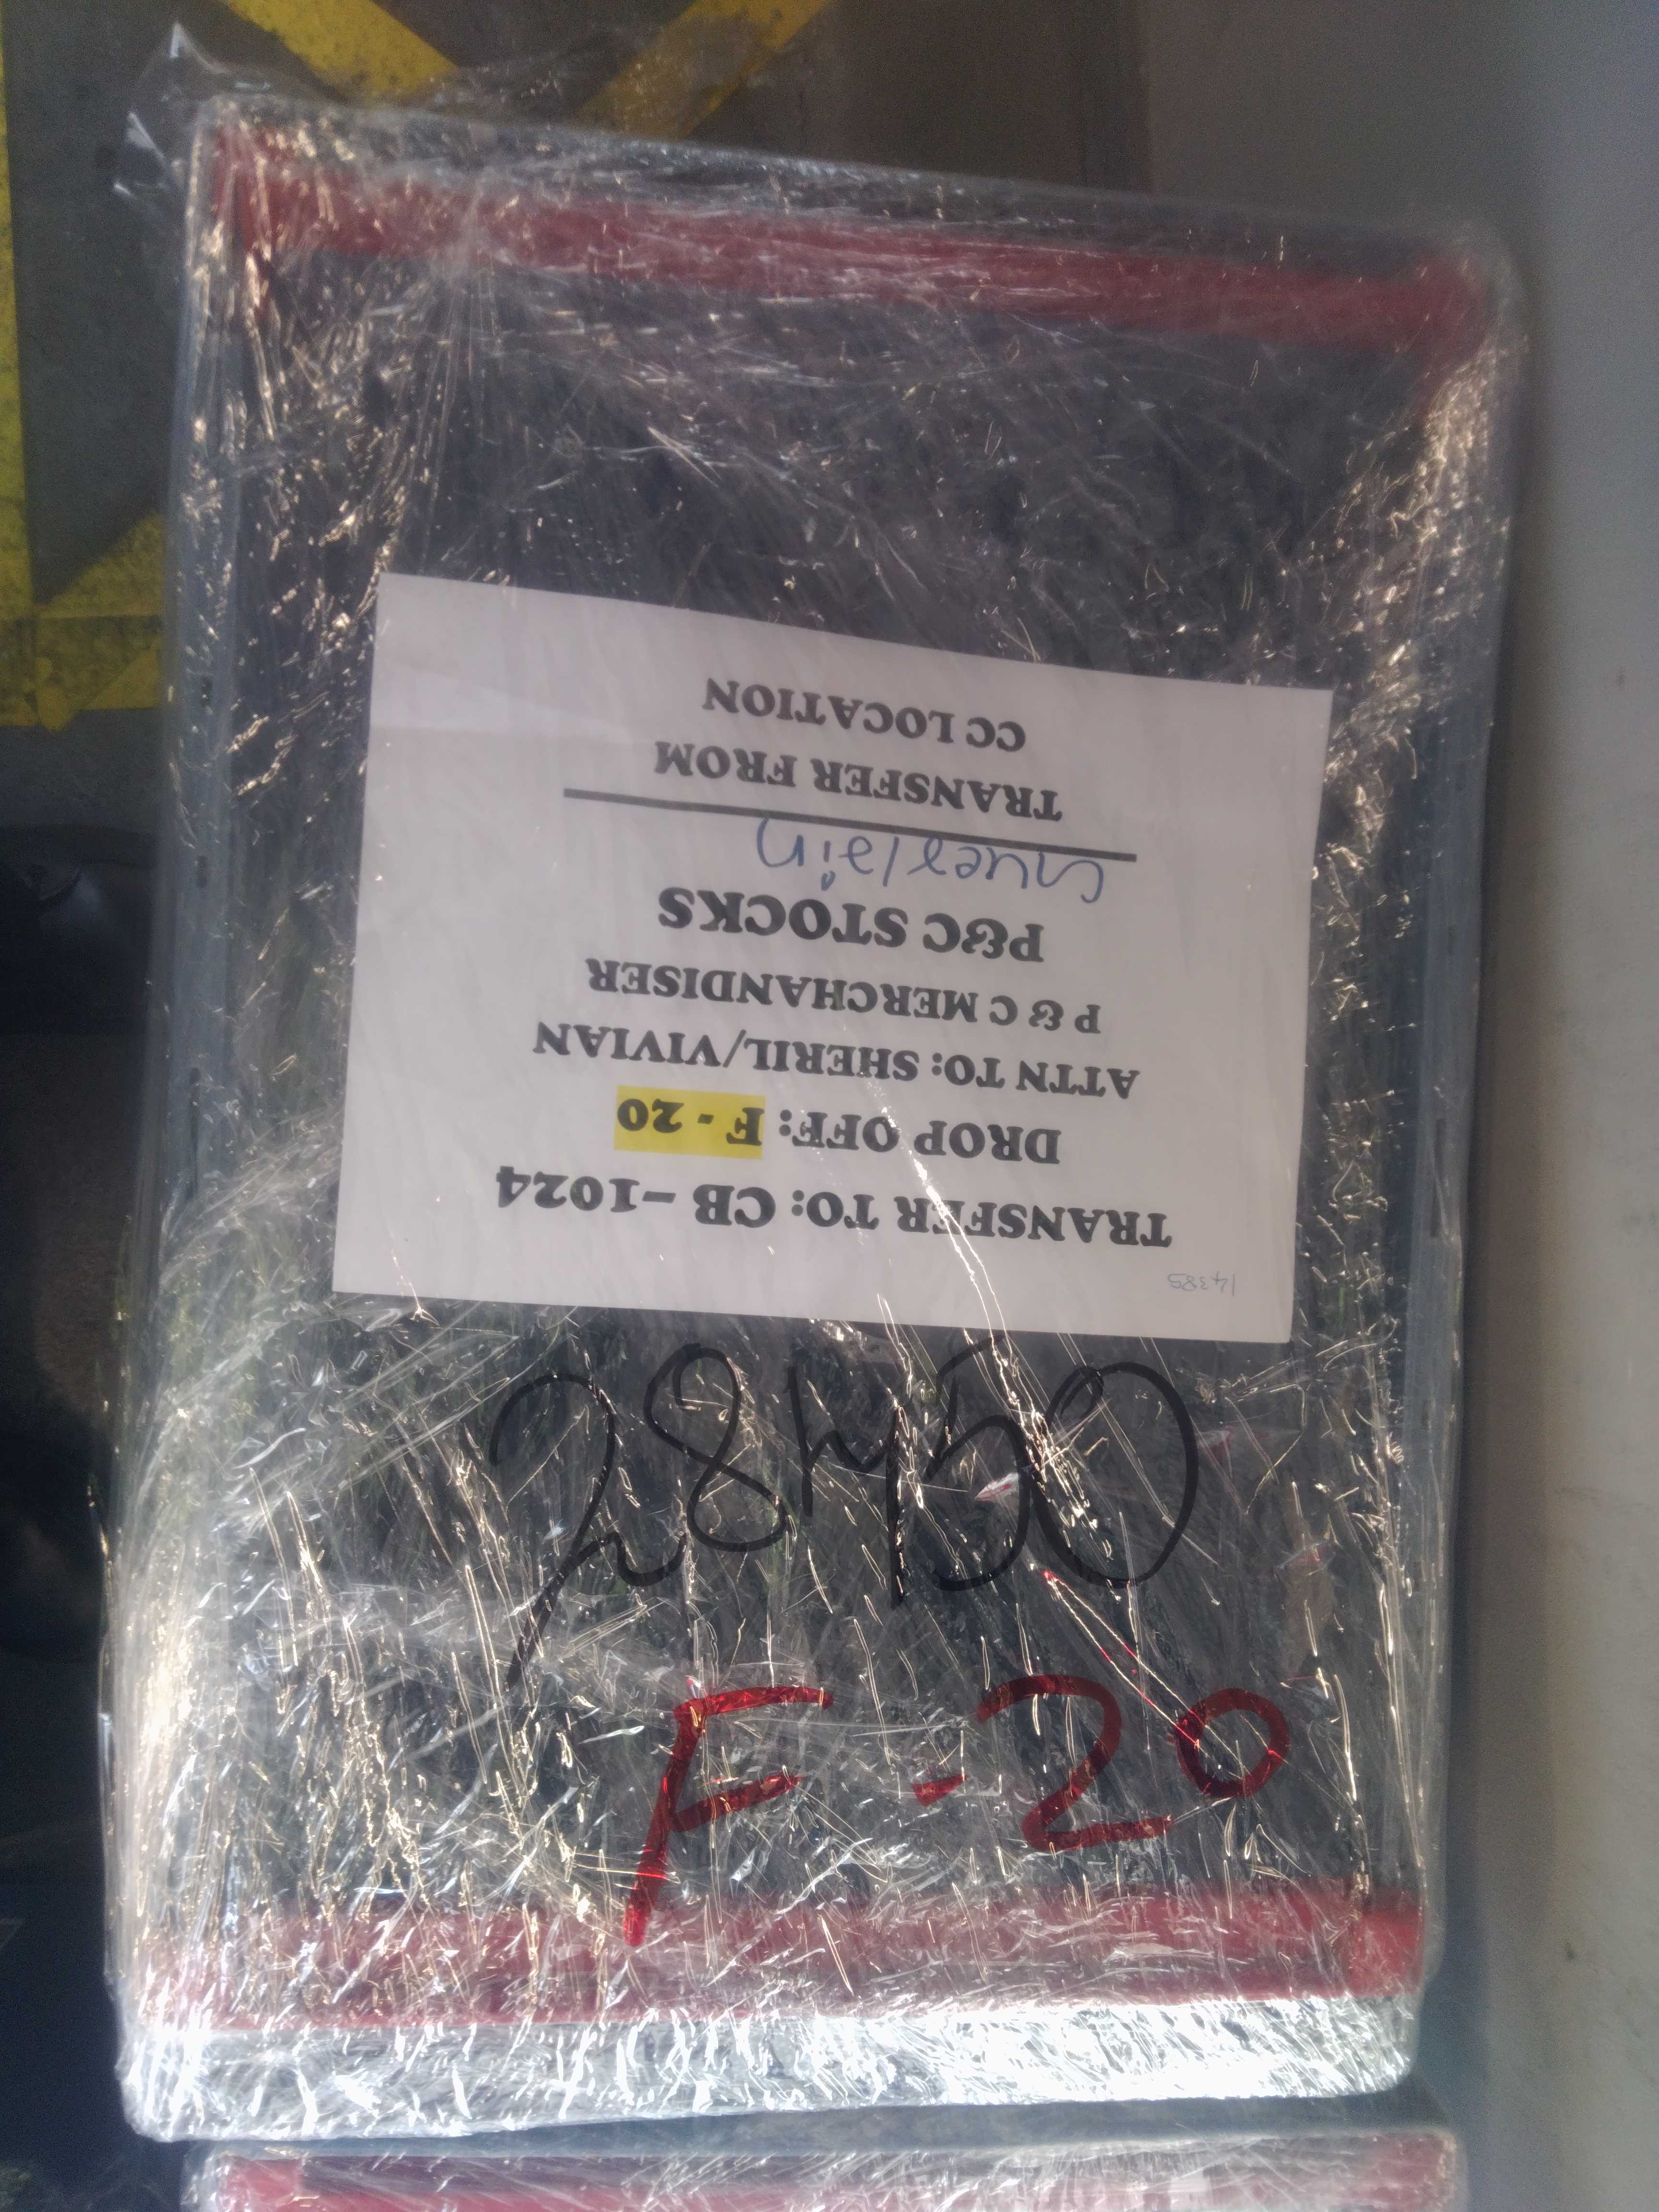 14385
TRANSFER TO: CB –1024
DROP OFF: F - 20
ATTN TO: SHERIL/VIVIAN
P & C MERCHANDISER
P&C STOCKS
TRANSFER FROM
CC LOCATION
F - 20